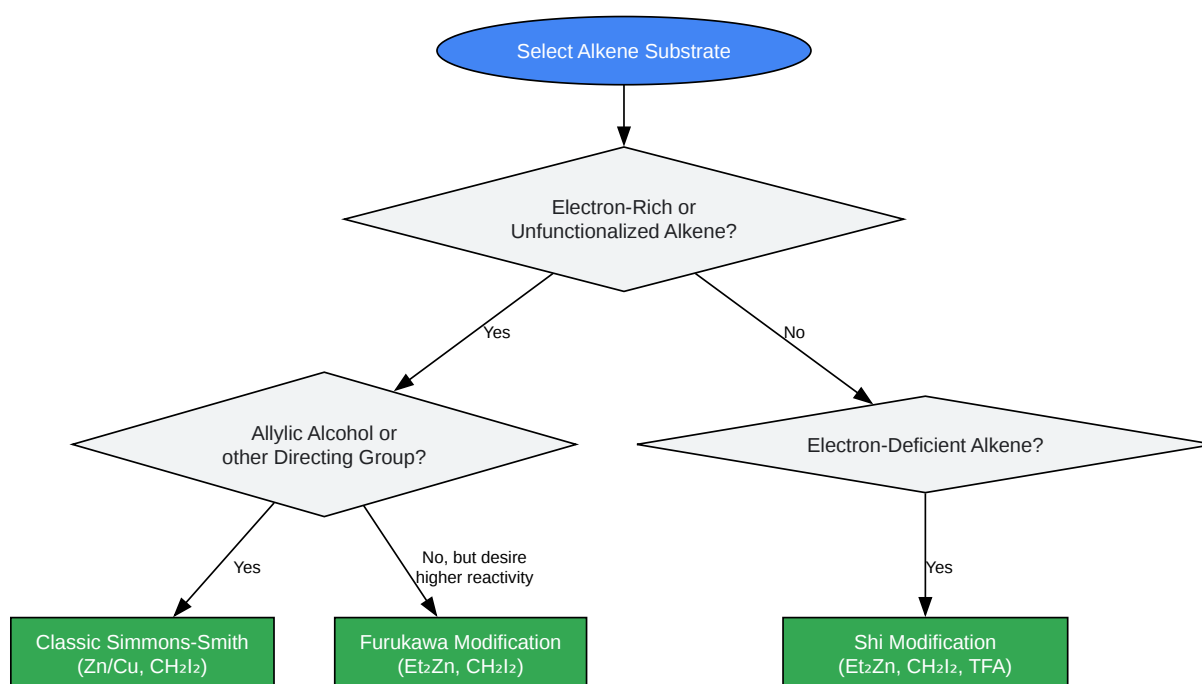 Select Alkene Substrate
Electron-Rich or
Unfunctionalized Alkene?
Yes
No
Allylic Alcohol or
other Directing Group?
Electron-Deficient Alkene?
Yes
No, but desire
higher reactivity
Yes
Classic Simmons-Smith
(Zn/Cu, CH₂I₂)
Furukawa Modification
(Et₂Zn, CH₂I₂)
Shi Modification
(Et₂Zn, CH₂I₂, TFA)